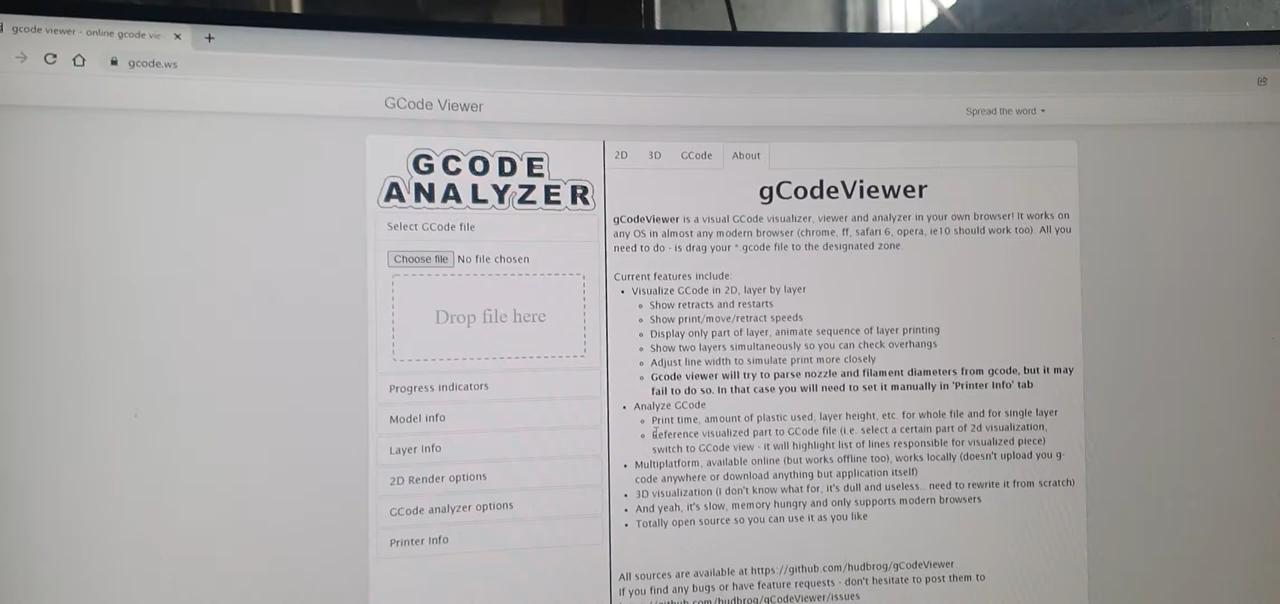 gcode viewer - online gcode vie
gcode.ws
GCode Viewer
Spread the word
GCODE
ANALYZER
Select GCode file
Choose file No file chosen
Drop file here
Progress indicators
Model info
Layer Info
2D Render options
GCode analyzer options
Printer Info
2D 3D GCode About
gCodeViewer
gCodeViewer is a visual GCode visualizer, viewer and analyzer in your own browser! It works on
any OS in almost any modern browser (chrome, ff, safari 6, opera, ie10 should work too). All you
need to do - is drag your *.gcode file to the designated zone.
Current features include:
Visualize GCode in 2D, layer by layer
Show retracts and restarts
Show print/move/retract speeds
Display only part of layer, animate sequence of layer printing
Show two layers simultaneously so you can check overhangs
Adjust line width to simulate print more closely
Gcode viewer will try to parse nozzle and filament diameters from gcode, but it may
fail to do so. In that case you will need to set it manually in 'Printer Info' tab
Analyze GCode
Print time, amount of plastic used, layer height, etc. for whole file and for single layer
Reference visualized part to GCode file (i.e. select a certain part of 2d visualization,
switch to GCode view - it will highlight list of lines responsible for visualized piece)
Multiplatform, available online (but works offline too), works locally (doesn't upload you g-
code anywhere or download anything but application itself)
3D visualization (I don't know what for, it's dull and useless... need to rewrite it from scratch)
And yeah, it's slow, memory hungry and only supports modern browsers
Totally open source so you can use it as you like
All sources are available at https://github.com/hudbrog/gCodeViewer
If you find any bugs or have feature requests - don't hesitate to post them to
https://github.com/hudbrog/gCodeViewer/issues